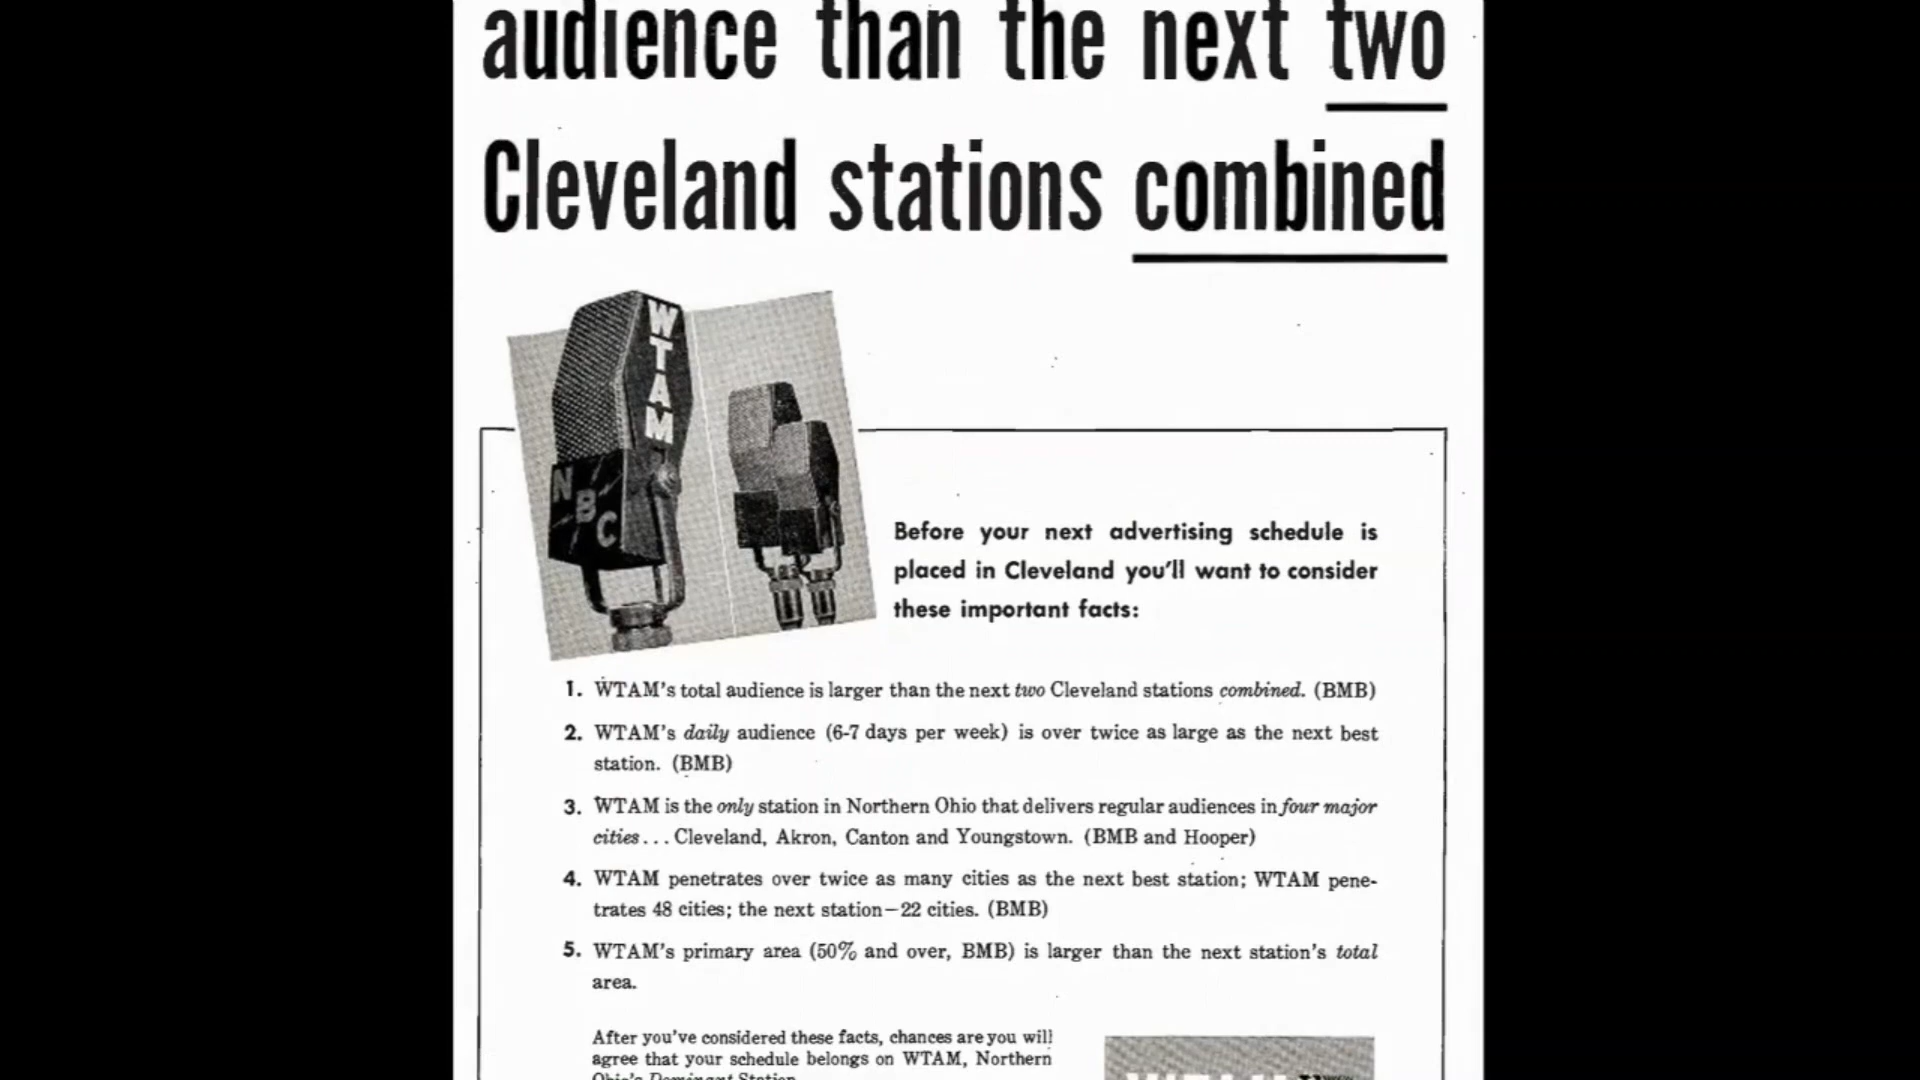 audience than the next two
Cleveland stations combined
WTAM
NBC
Before your next advertising schedule is
placed in Cleveland you'll want to consider
these important facts:
1. WTAM's total audience is larger than the next two Cleveland stations combined. (BMB)
2. WTAM's daily audience (6-7 days per week) is over twice as large as the next best
station. (BMB)
3. WTAM is the only station in Northern Ohio that delivers regular audiences in four major
cities... Cleveland, Akron, Canton and Youngstown. (BMB and Hooper)
4. WTAM penetrates over twice as many cities as the next best station; WTAM pene-
trates 48 cities; the next station—22 cities. (BMB)
5. WTAM's primary area (50% and over, BMB) is larger than the next station's total
area.
After you've considered these facts, chances are you will
agree that your schedule belongs on WTAM, Northern
Ohio's Dominant Station